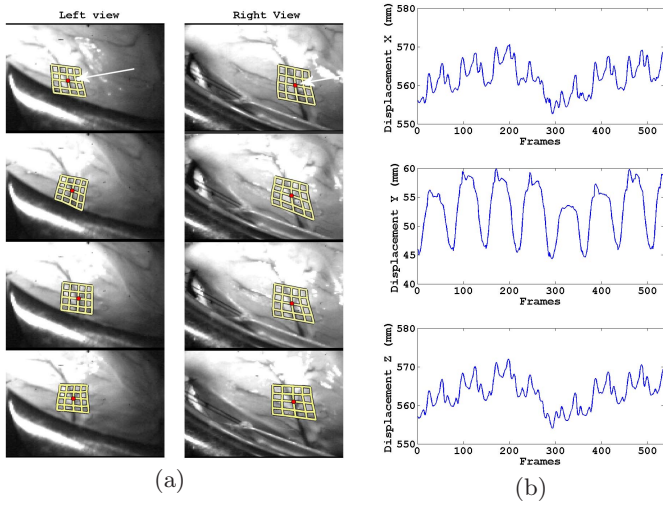 Left view
Right View
(a)
Displacement X (mm)
580
570
560
550
0 100 200 300 400 500
Frames
Displacement Y (mm)
60
55
50
45
40
0 100 200 300 400 500
Frames
Displacement Z (mm)
580
570
560
550
0 100 200 300 400 500
Frames
(b)